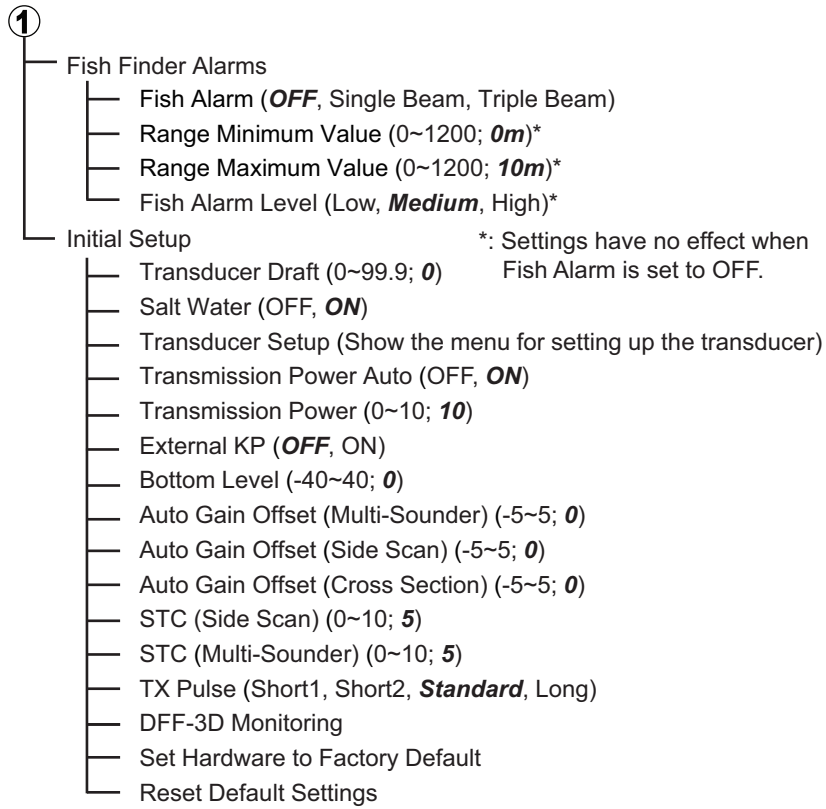 1
Fish Finder Alarms
Fish Alarm (OFF, Single Beam, Triple Beam)
Range Minimum Value (0~1200; 0m)*
Range Maximum Value (0~1200; 10m)*
Fish Alarm Level (Low, Medium, High)*
Initial Setup
*: Settings have no effect when
Fish Alarm is set to OFF.
Transducer Draft (0~99.9; 0)
Salt Water (OFF, ON)
Transducer Setup (Show the menu for setting up the transducer)
Transmission Power Auto (OFF, ON)
Transmission Power (0~10; 10)
External KP (OFF, ON)
Bottom Level (-40~40; 0)
Auto Gain Offset (Multi-Sounder) (-5~5; 0)
Auto Gain Offset (Side Scan) (-5~5; 0)
Auto Gain Offset (Cross Section) (-5~5; 0)
STC (Side Scan) (0~10; 5)
STC (Multi-Sounder) (0~10; 5)
TX Pulse (Short1, Short2, Standard, Long)
DFF-3D Monitoring
Set Hardware to Factory Default
Reset Default Settings